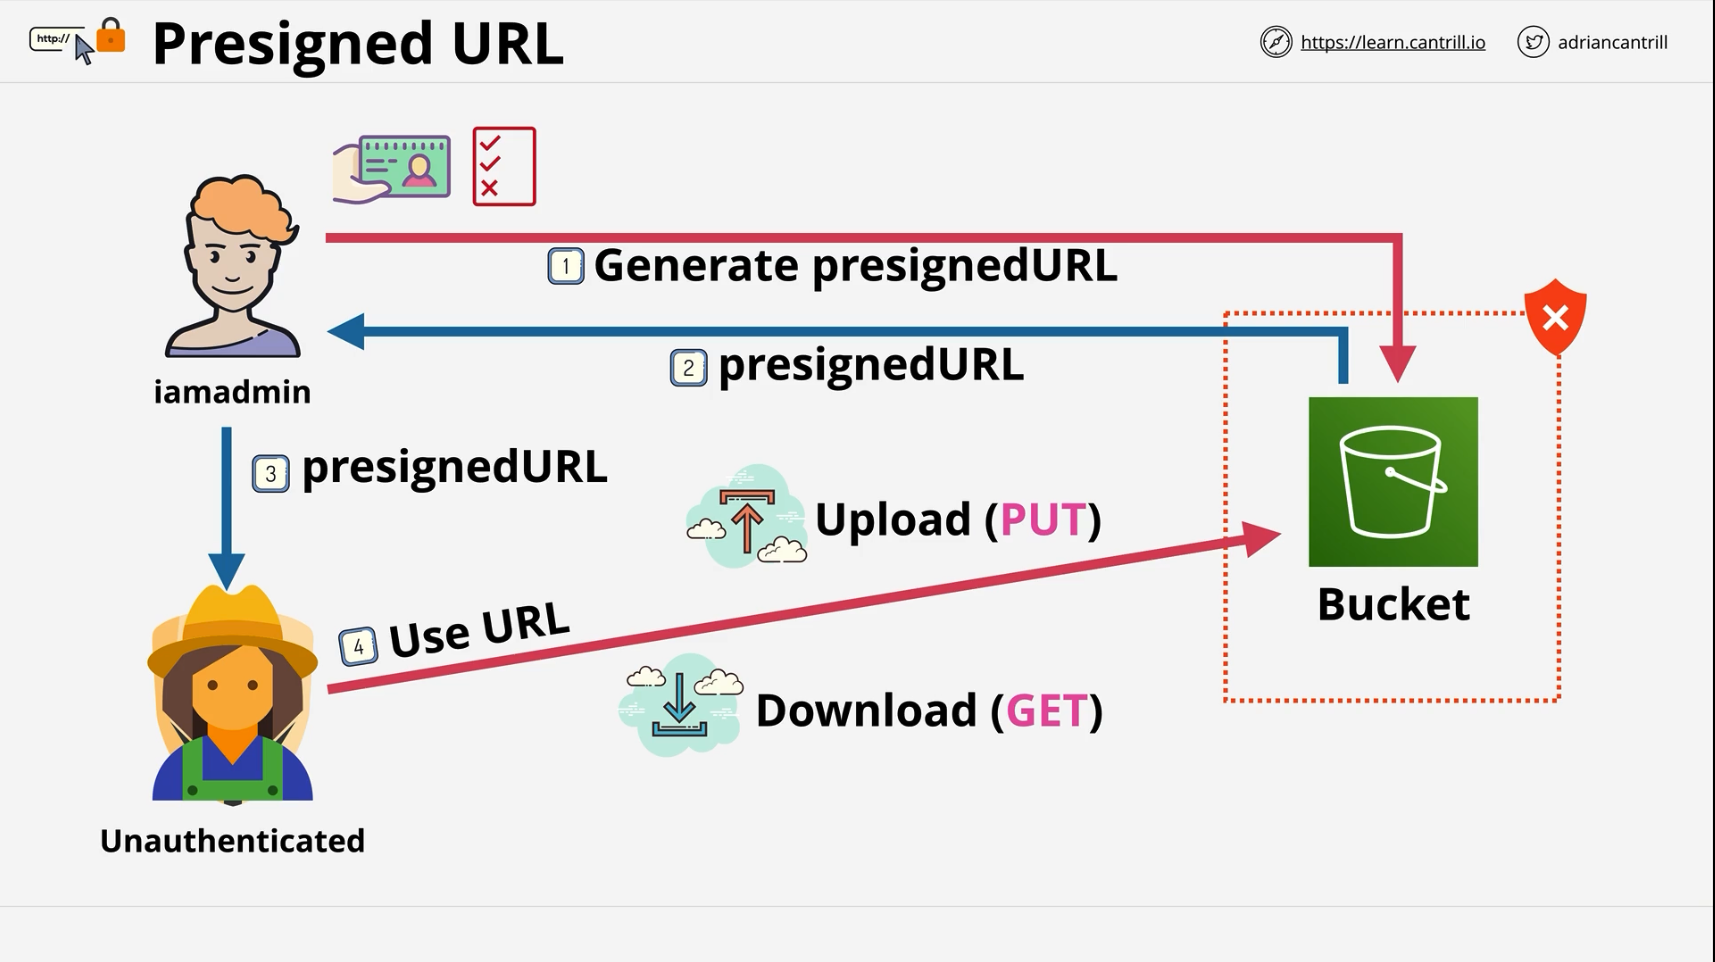 http://
Presigned URL
https://learn.cantrill.io
adriancantrill
1 Generate presignedURL
2 presignedURL
iamadmin
3 presignedURL
Upload (PUT)
4 Use URL
Bucket
Download (GET)
Unauthenticated